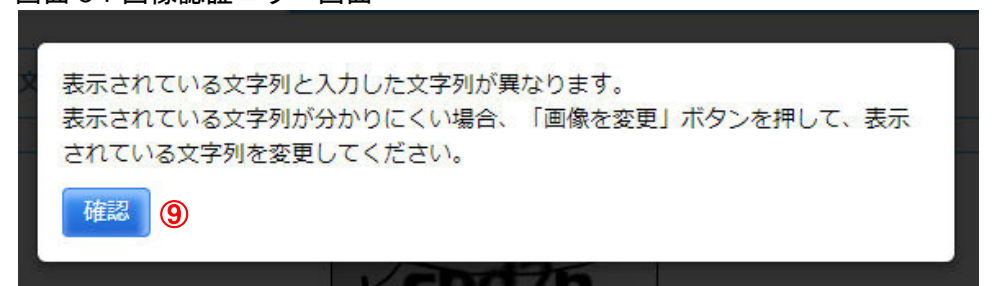 表示されている文字列と入力した文字列が異なります。
表示されている文字列が分かりにくい場合、「画像を変更」ボタンを押して、表示
されている文字列を変更してください。
確認 ⑨